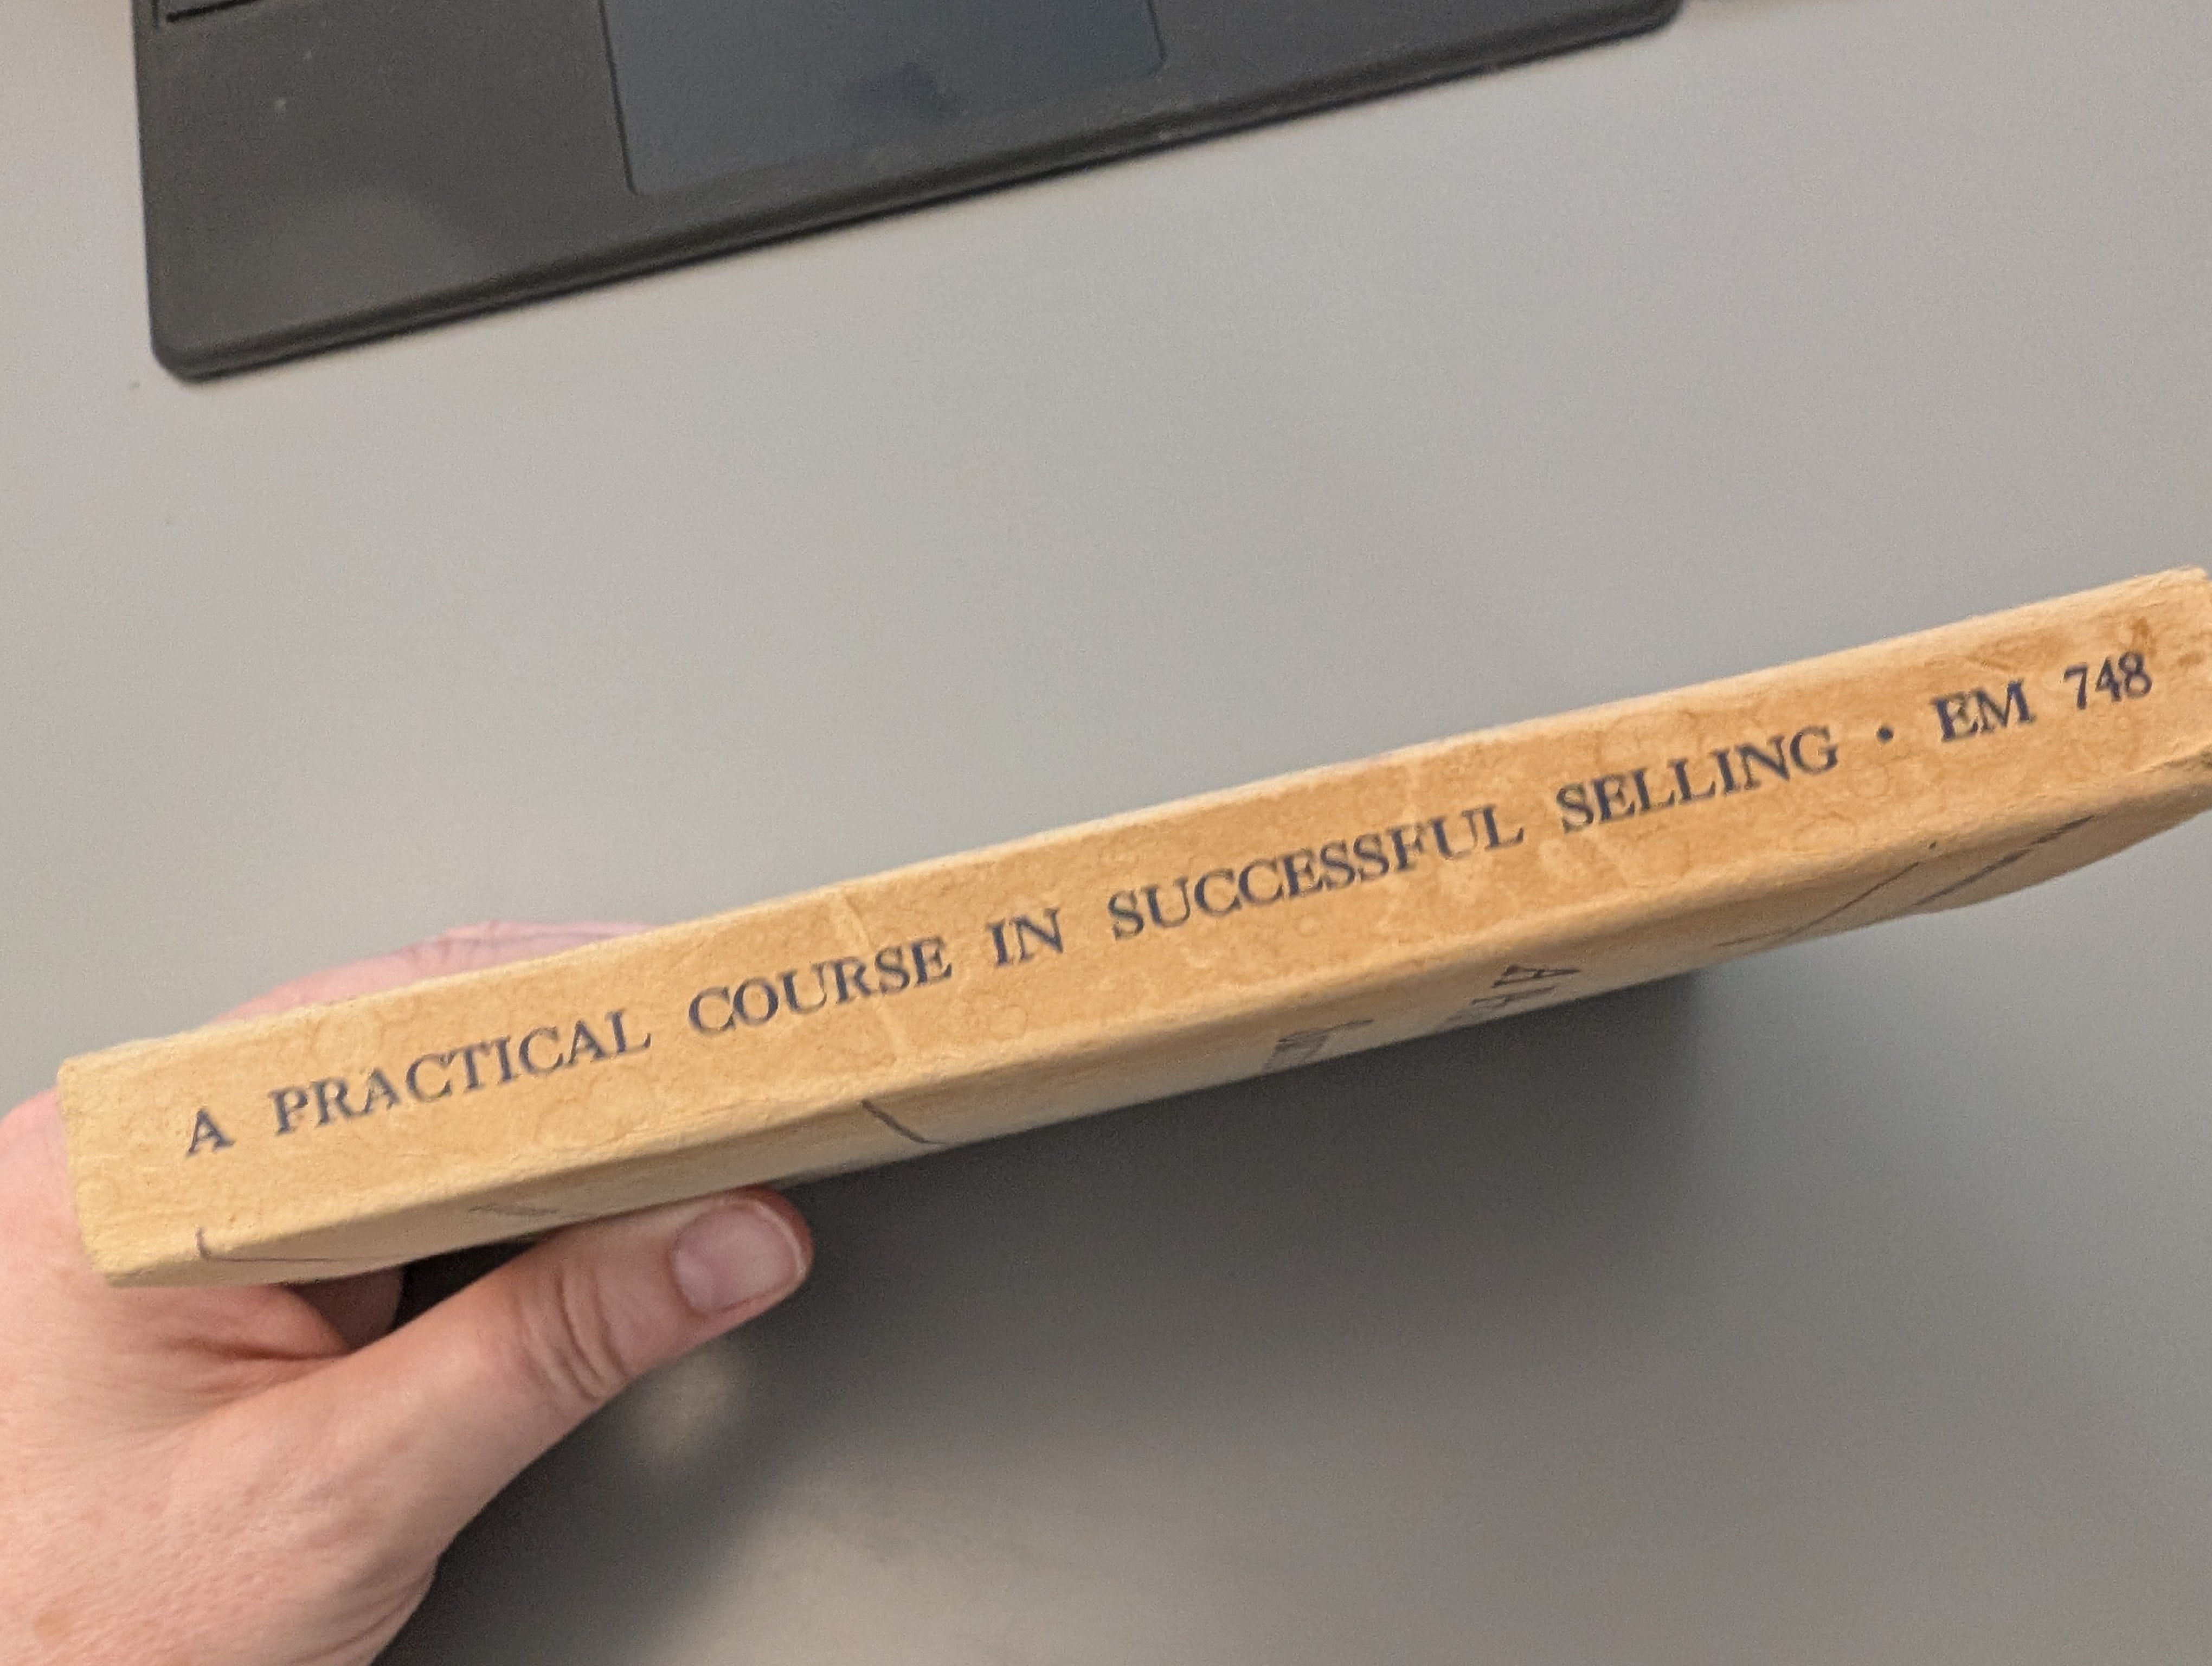 A PRACTICAL COURSE IN SUCCESSFUL SELLING • EM 748